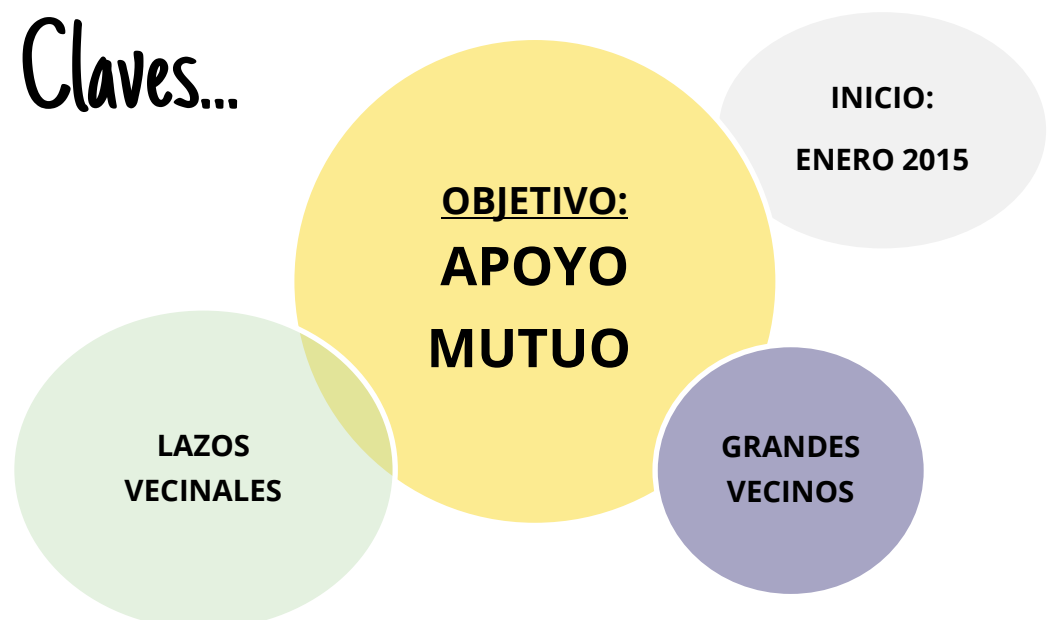 Claves...
INICIO:
ENERO 2015
OBJETIVO:
APOYO
MUTUO
LAZOS
VECINALES
GRANDES
VECINOS